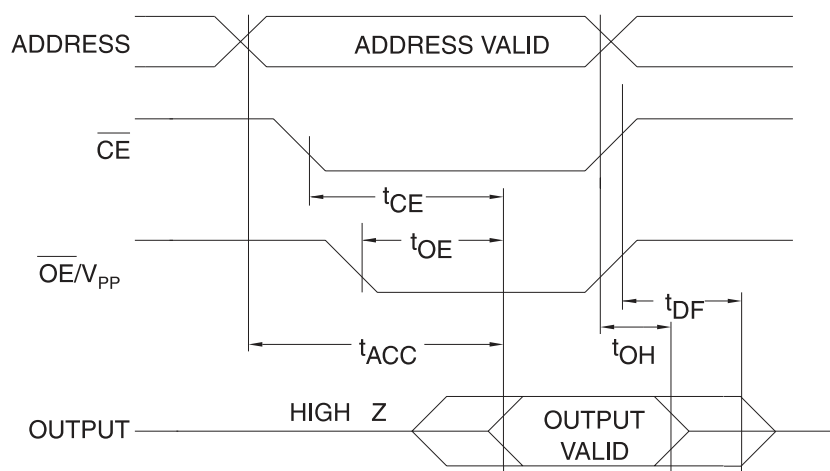 ADDRESS
ADDRESS VALID
CE
tCE
tOE
OE/VPP
tDF
tACC
tOH
HIGH Z
OUTPUT
OUTPUT
VALID